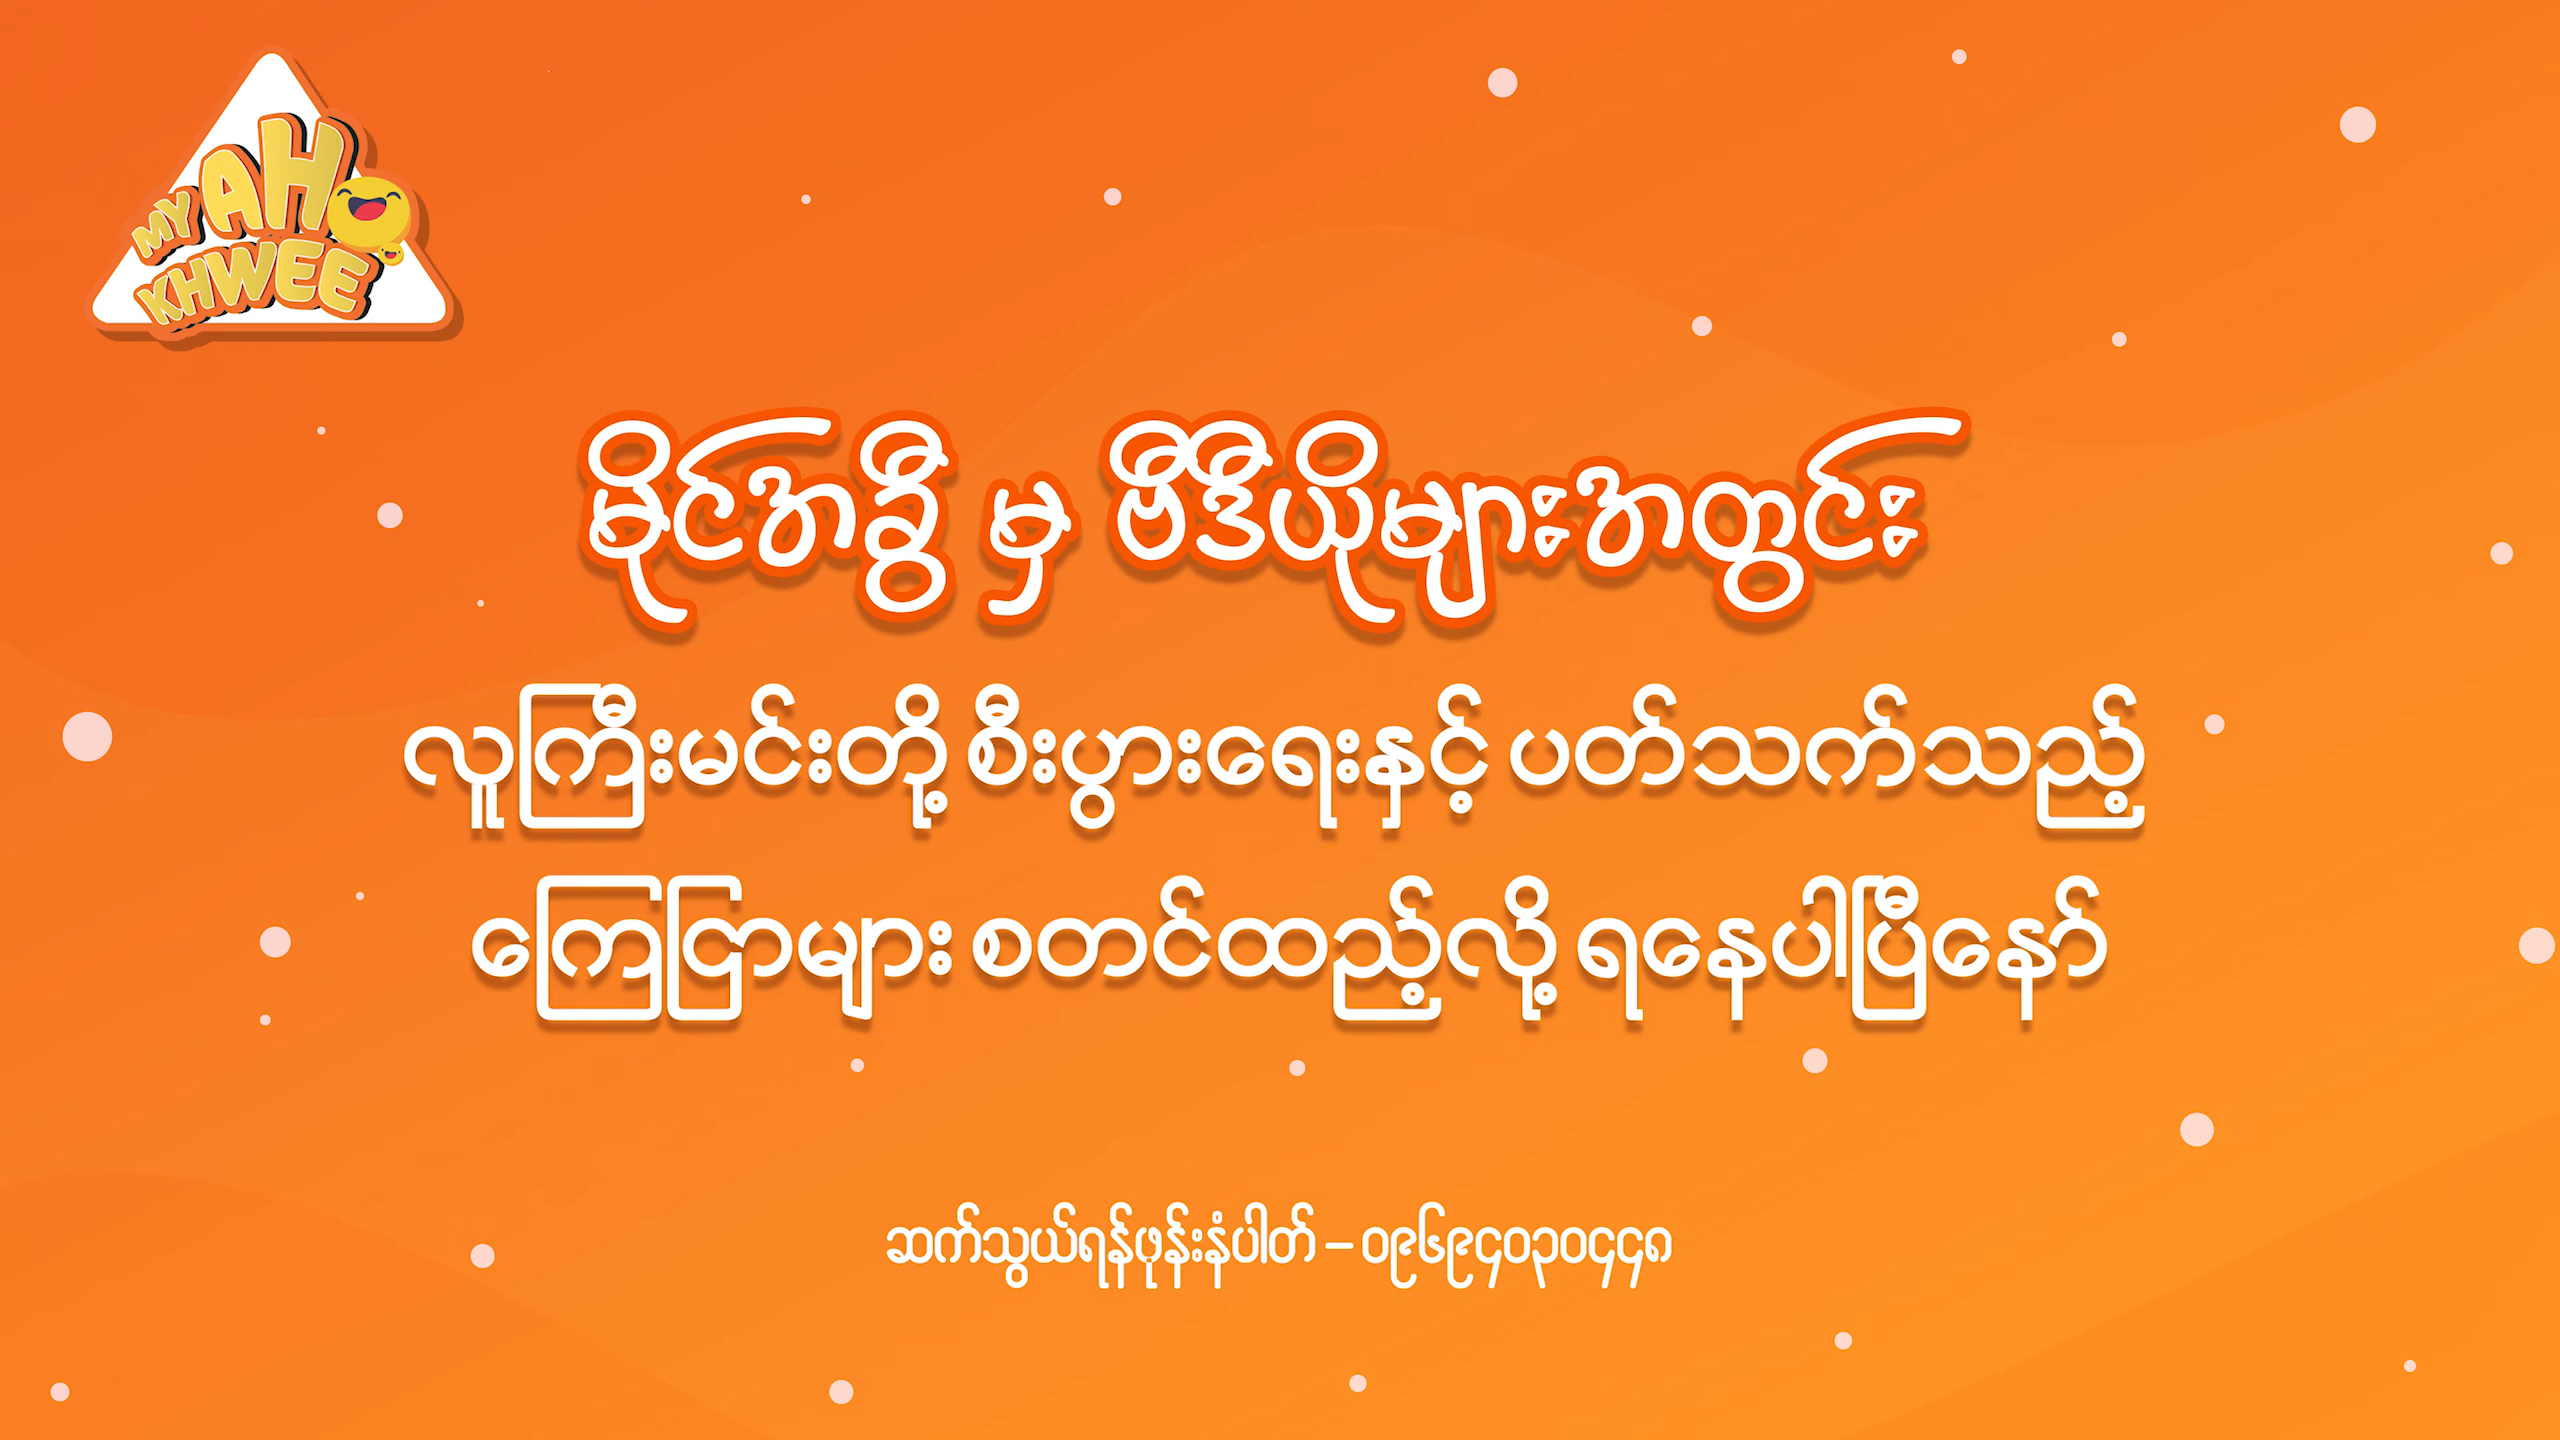 MY AH
KHWEE
မိုင်အခွီ မှ ဗီဒီယိုများအတွင်း
လူကြီးမင်းတို့ စီးပွားရေးနှင့် ပတ်သက်သည့်
ကြေငြာများ စတင်ထည့်လို့ ရနေပါပြီနော်
ဆက်သွယ်ရန်ဖုန်းနံပါတ် – ၀၉၆၉၄၀၃၀၄၄၈